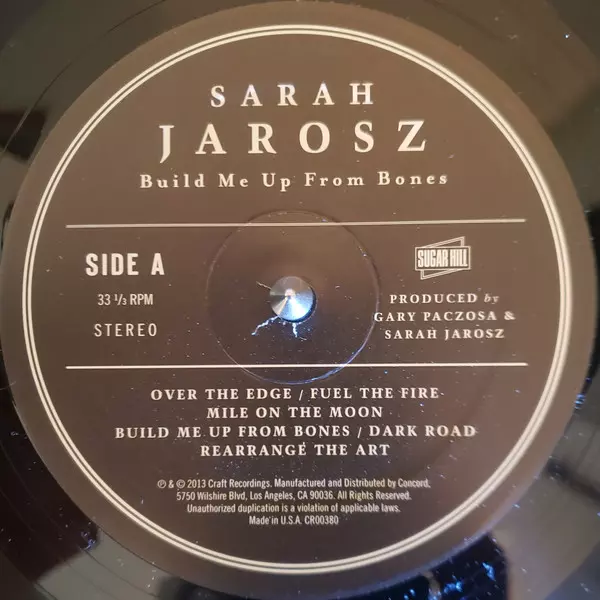 SARAH
JAROSZ
Build Me Up From Bones
SIDE A
33 ⅓ RPM
STEREO
SUGAR HILL
PRODUCED by
GARY PACZOSA &
SARAH JAROSZ
OVER THE EDGE / FUEL THE FIRE
MILE ON THE MOON
BUILD ME UP FROM BONES / DARK ROAD
REARRANGE THE ART
℗ & © 2013 Craft Recordings. Manufactured and Distributed by Concord,
5750 Wilshire Blvd, Los Angeles, CA 90036. All Rights Reserved.
Unauthorized duplication is a violation of applicable laws.
Made in U.S.A. CR00380